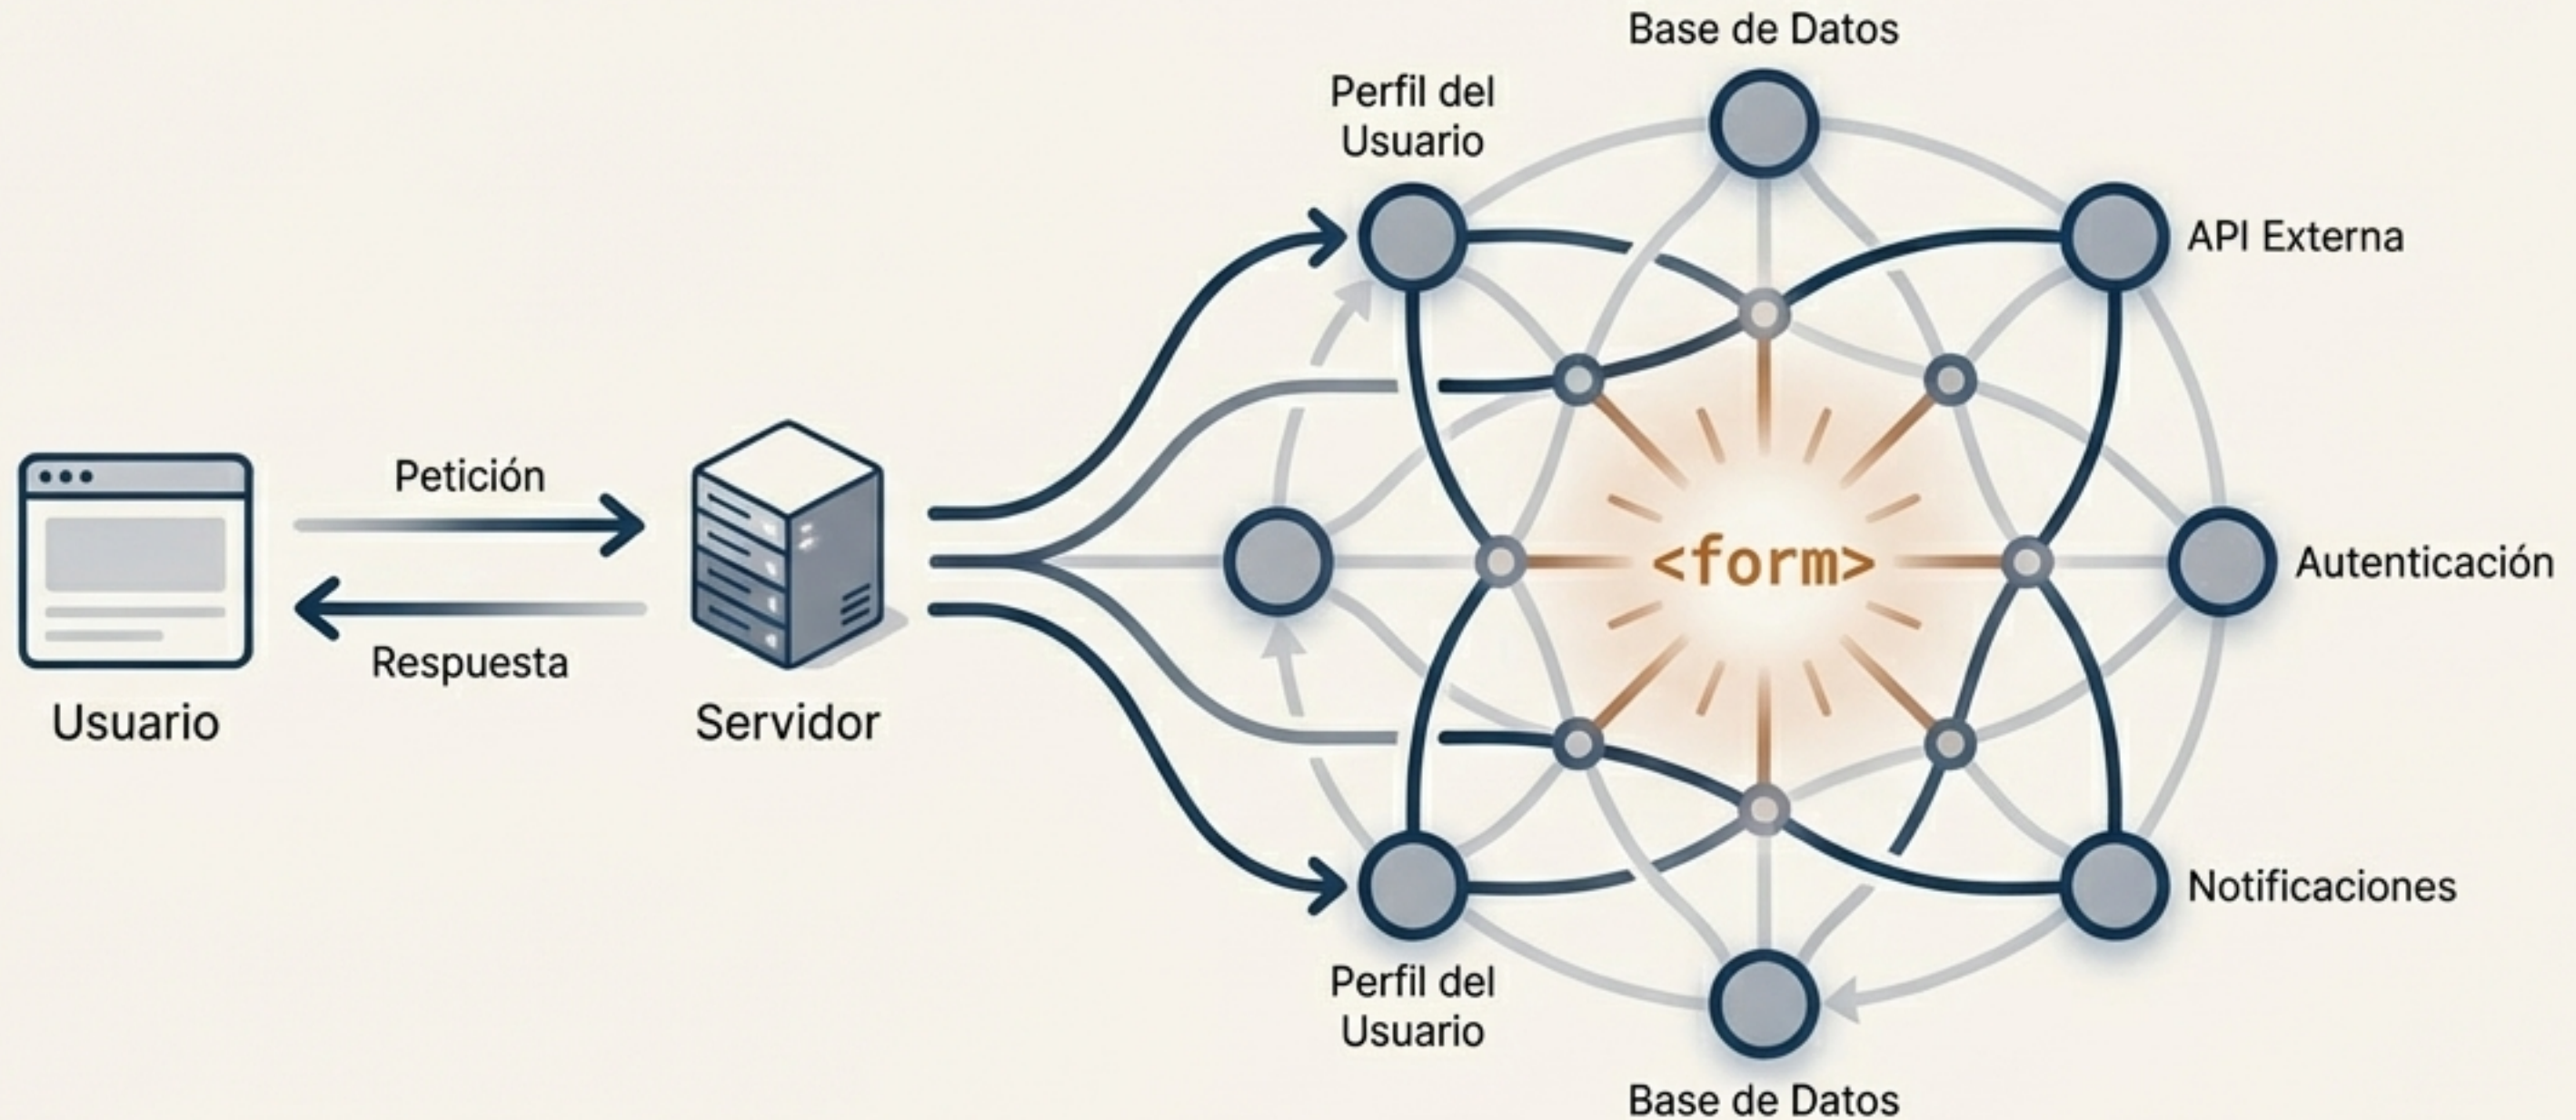 Petición
Respuesta
Usuario
Servidor
Base de Datos
Perfil del
Usuario
API Externa
<form>
Autenticación
Notificaciones
Perfil del
Usuario
Base de Datos